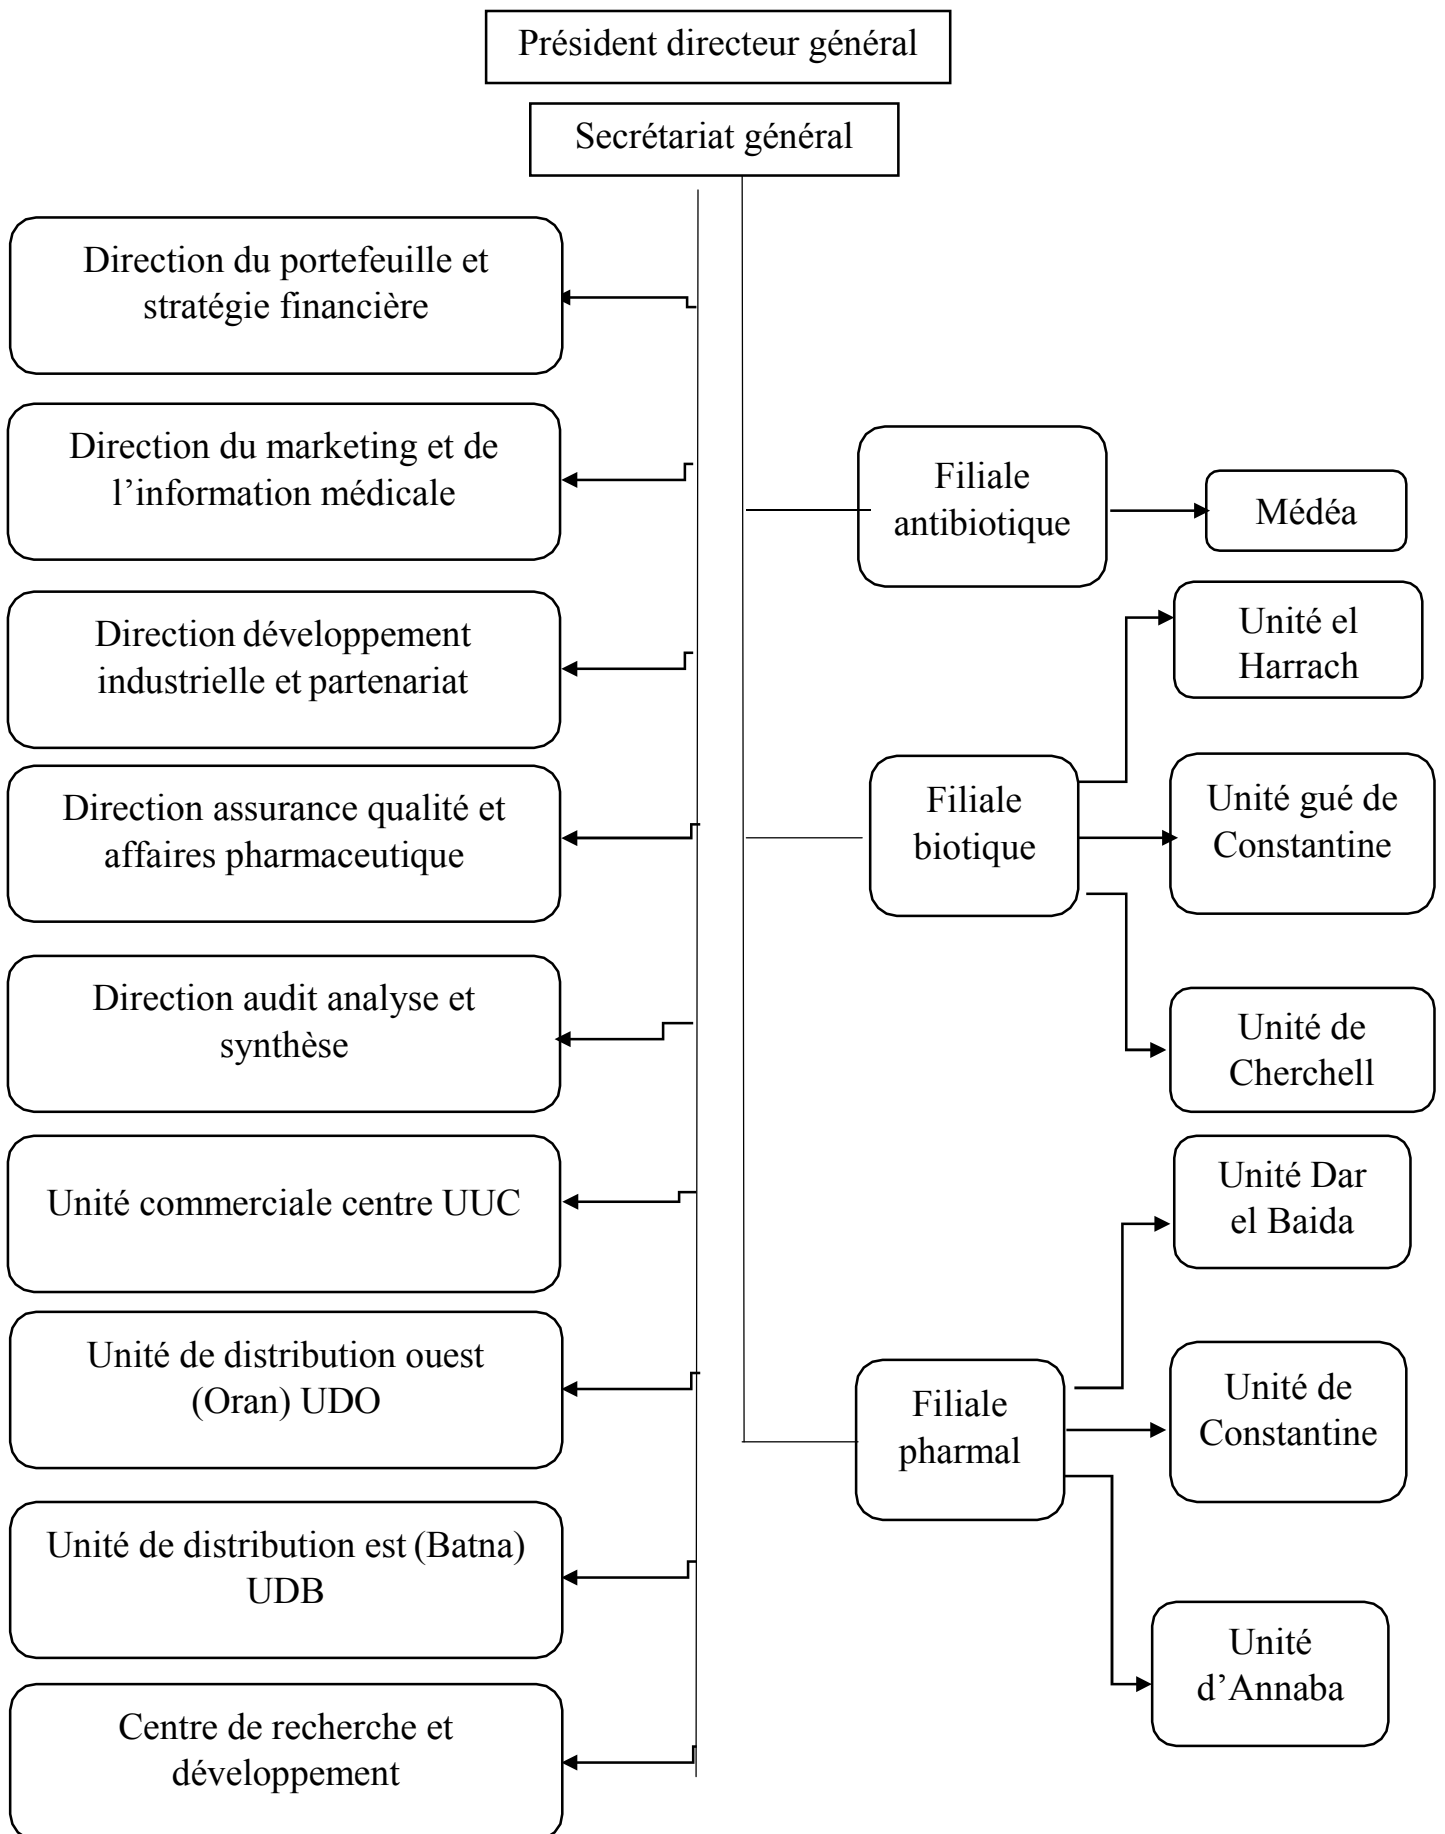 Président directeur général
Secrétariat général
Direction du portefeuille et
stratégie financière
Direction du marketing et de
l’information médicale
Direction développement
industrielle et partenariat
Direction assurance qualité et
affaires pharmaceutique
Direction audit analyse et
synthèse
Unité commerciale centre UUC
Unité de distribution ouest
(Oran) UDO
Unité de distribution est (Batna)
UDB
Centre de recherche et
développement
Filiale
antibiotique
Médéa
Filiale
biotique
Unité el
Harrach
Unité gué de
Constantine
Unité de
Cherchell
Filiale
pharmal
Unité Dar
el Baida
Unité de
Constantine
Unité
d’Annaba